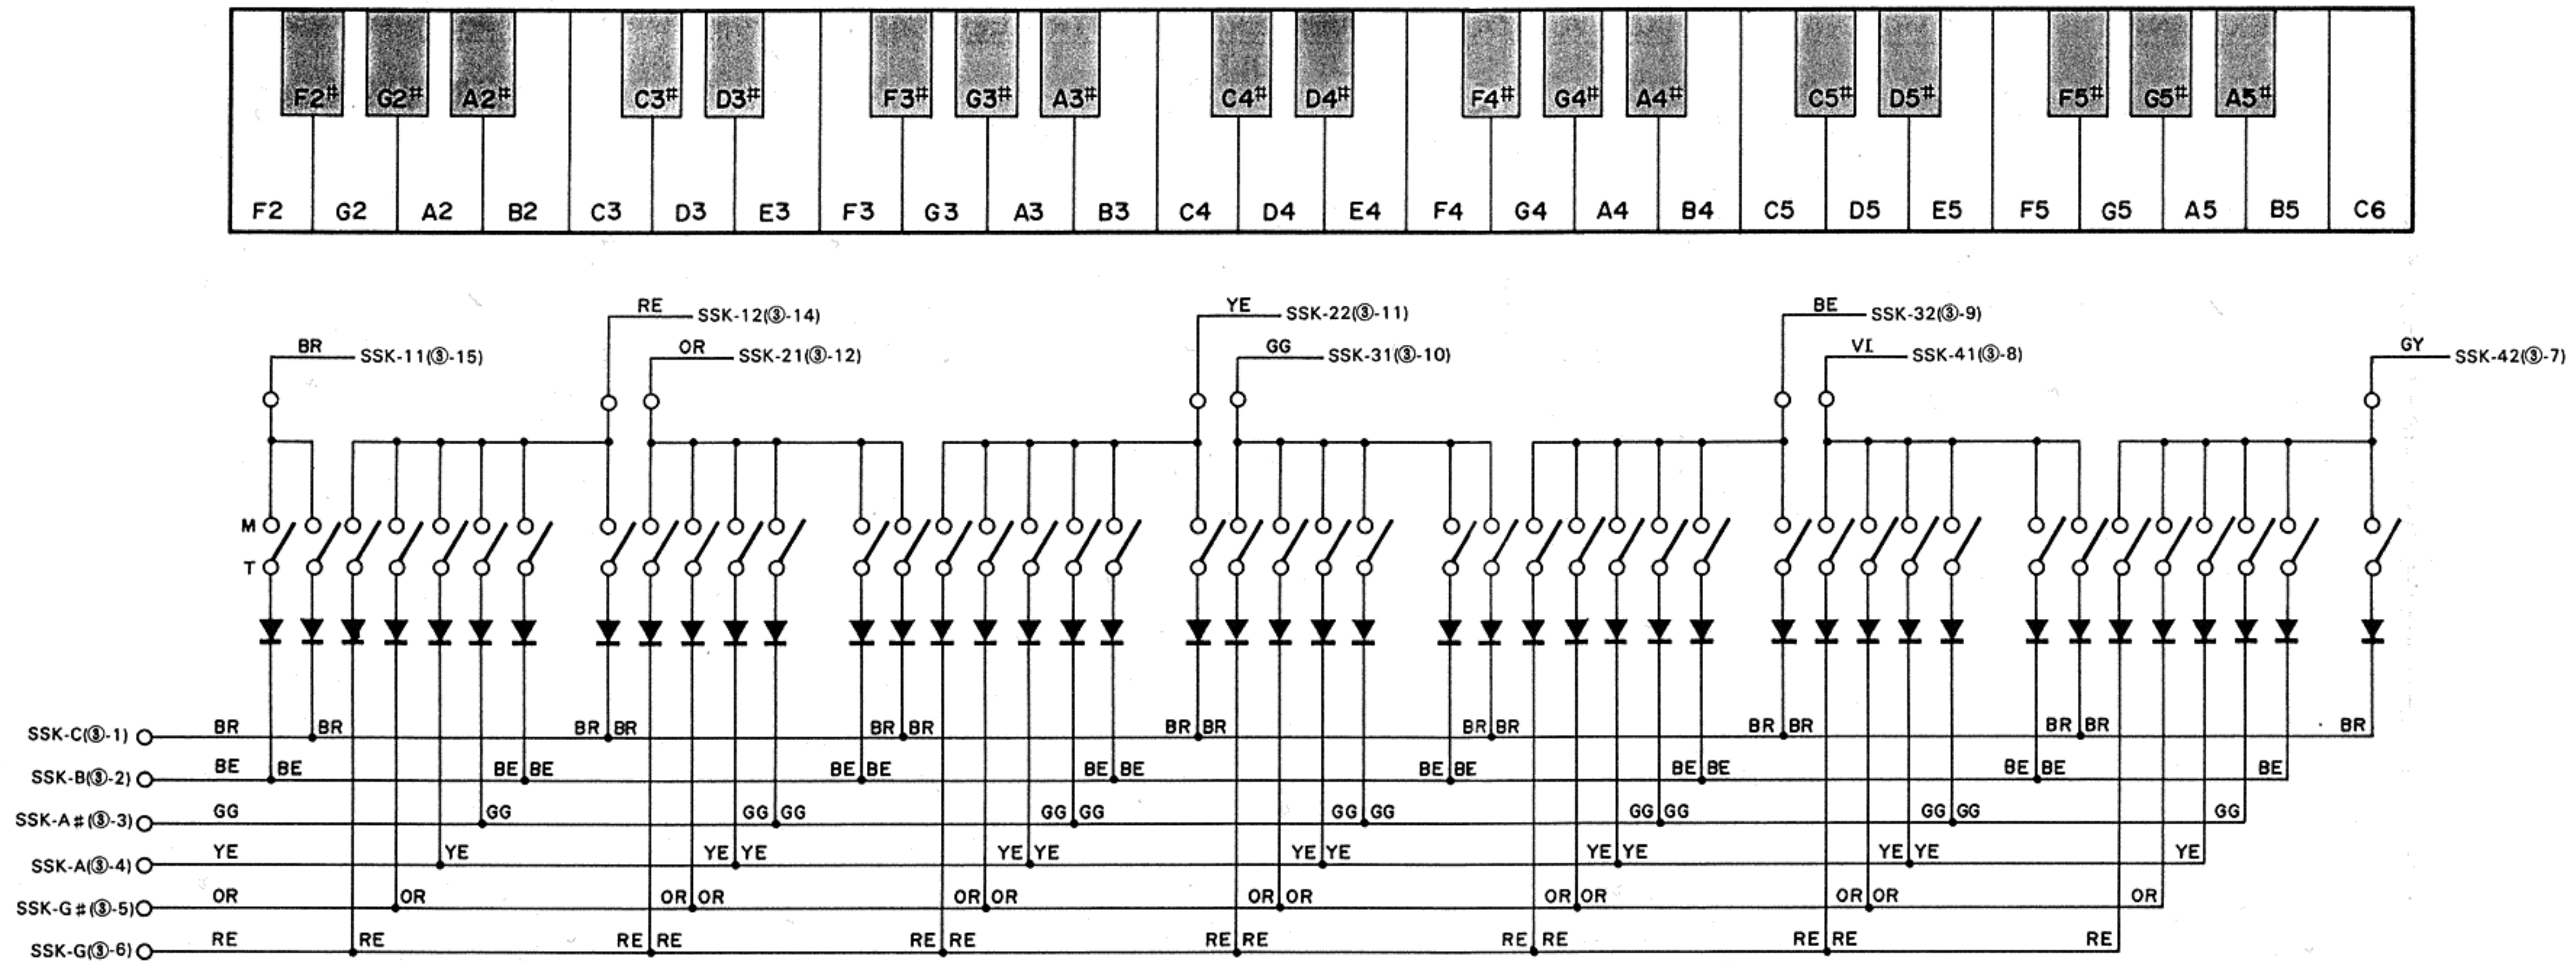 F2# G2# A2# C3# D3# F3# G3# A3# C4# D4# F4# G4# A4# C5# D5# F5# G5# A5#
F2 G2 A2 B2 C3 D3 E3 F3 G3 A3 B3 C4 D4 E4 F4 G4 A4 B4 C5 D5 E5 F5 G5 A5 B5 C6
RE SSK-12(③-14) YE SSK-22(③-11) BE SSK-32(③-9)
BR SSK-11(③-15) OR SSK-21(③-12) GG SSK-31(③-10) VI SSK-41(③-8) GY SSK-42(③-7)
M
T
SSK-C(③-1) BR BR BR BR BR BR BR BR BR BR BR BR BR BR BR
SSK-B(③-2) BE BE BE BE BE BE BE BE BE BE BE BE BE BE BE
SSK-A#(③-3) GG GG GG GG GG GG GG GG GG GG GG GG GG
SSK-A(③-4) YE YE YE YE YE YE YE YE YE YE YE YE YE
SSK-G#(③-5) OR OR OR OR OR OR OR OR OR OR OR OR OR
SSK-G(③-6) RE RE RE RE RE RE RE RE RE RE RE RE RE